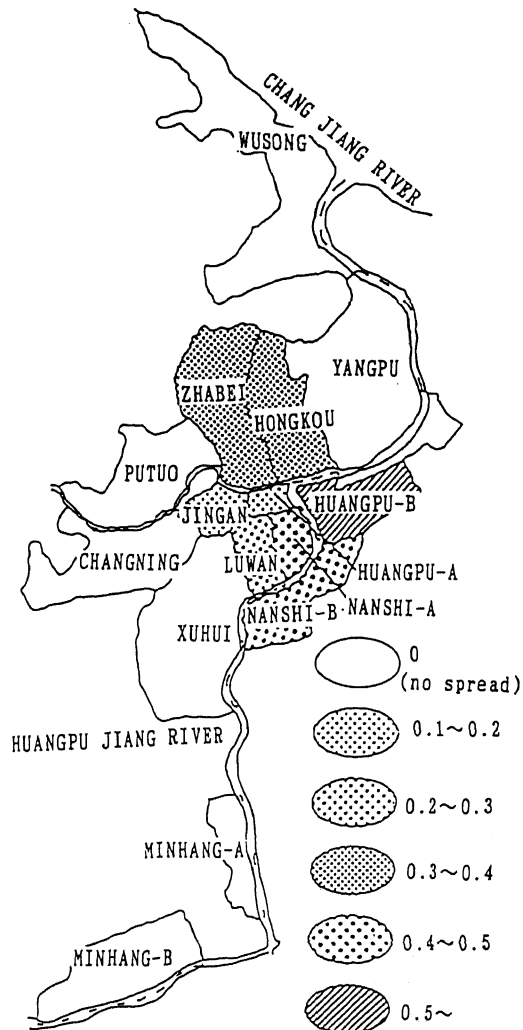 CHANG JIANG RIVER
WUSONG
YANGPU
ZHABEI
HONGKOU
PUTUO
JINGAN
HUANGPU-B
CHANGNING
LUWAN
HUANGPU-A
NANSHI-B
NANSHI-A
XUHUI
0
(no spread)
HUANGPU JIANG RIVER
0.1~0.2
0.2~0.3
MINHANG-A
0.3~0.4
0.4~0.5
MINHANG-B
0.5~